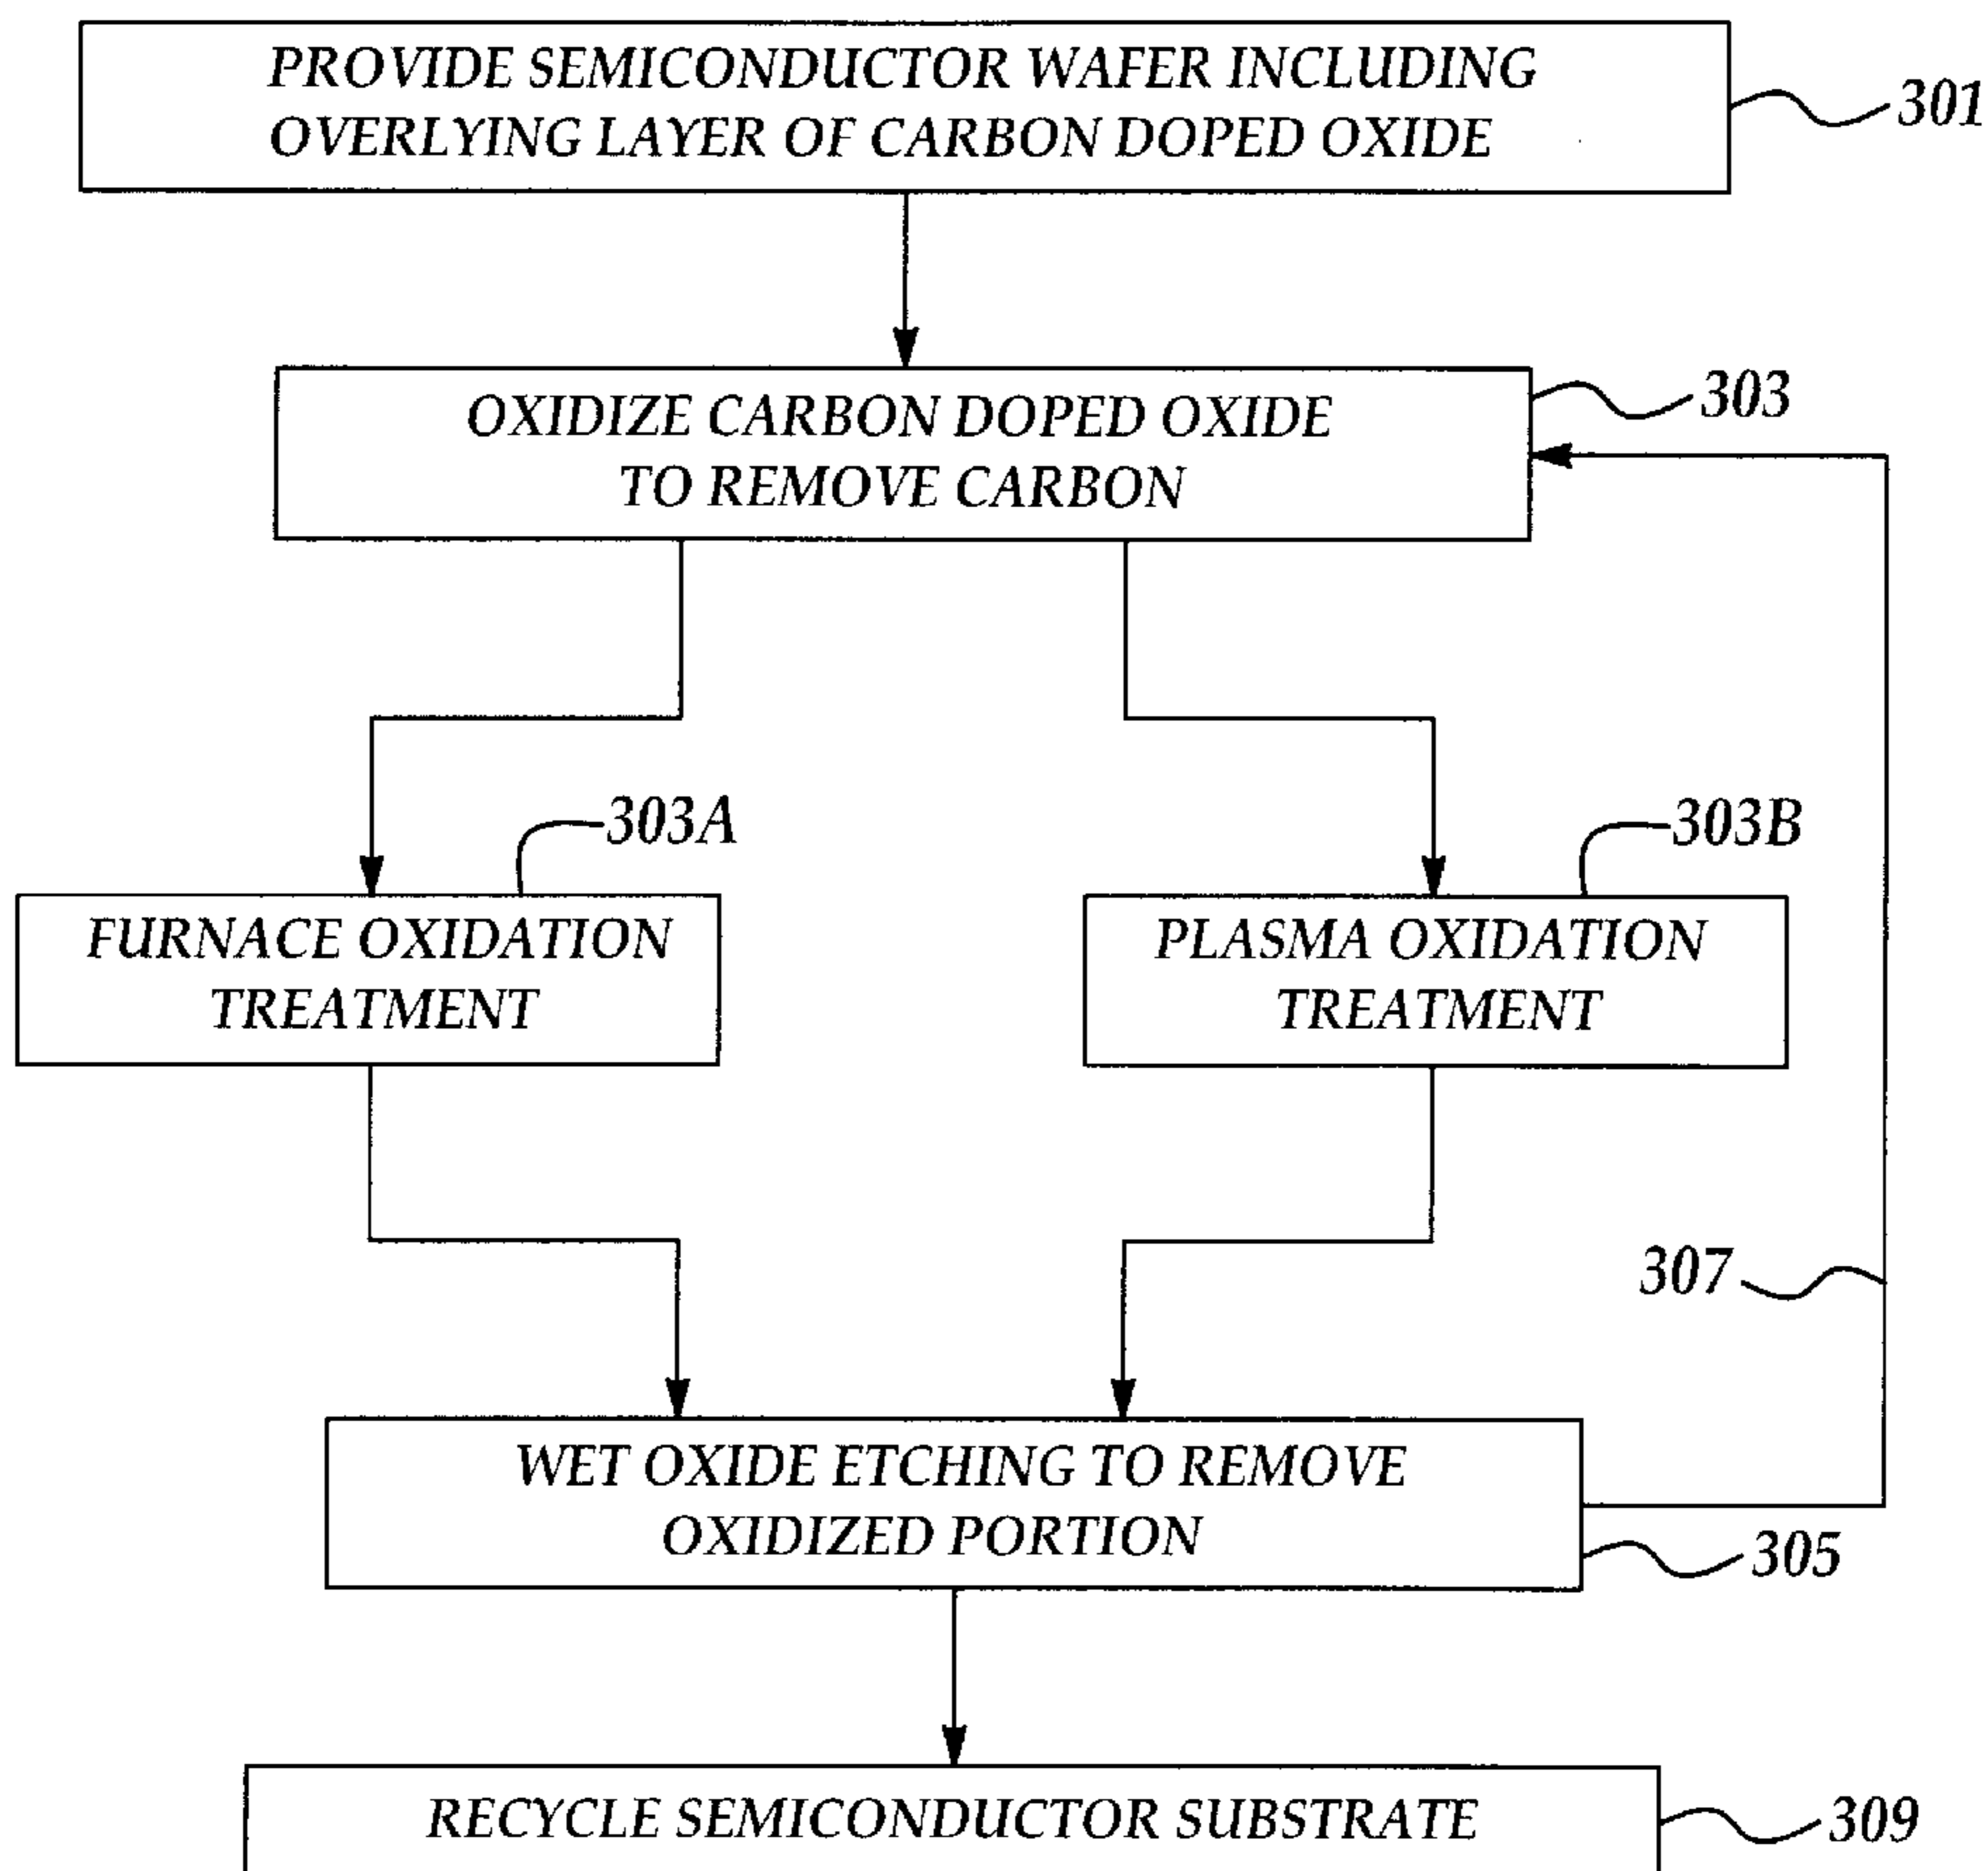 PROVIDE SEMICONDUCTOR WAFER INCLUDING
OVERLYING LAYER OF CARBON DOPED OXIDE
301
303
OXIDIZE CARBON DOPED OXIDE
TO REMOVE CARBON
303A
303B
FURNACE OXIDATION
TREATMENT
PLASMA OXIDATION
TREATMENT
307
WET OXIDE ETCHING TO REMOVE
OXIDIZED PORTION
305
RECYCLE SEMICONDUCTOR SUBSTRATE
309